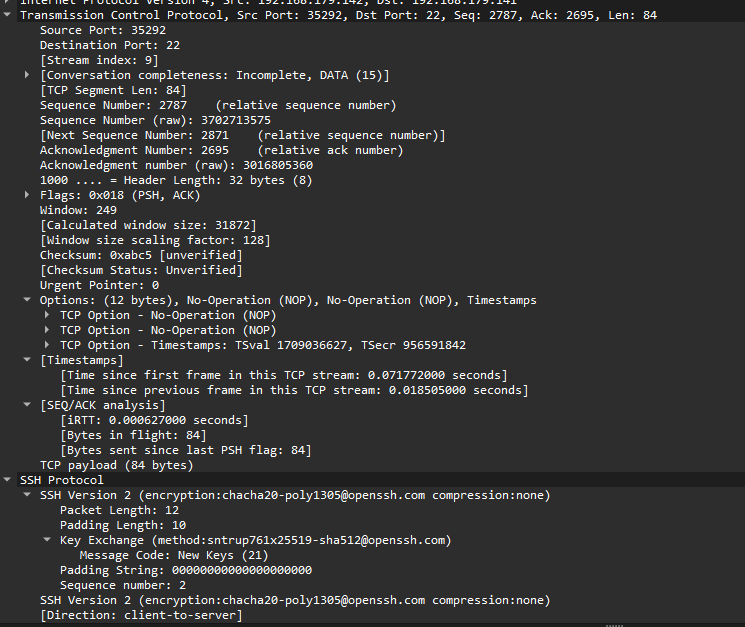 Internet Protocol Version 4, Src: 192.168.179.142, Dst: 192.168.179.141
Transmission Control Protocol, Src Port: 35292, Dst Port: 22, Seq: 2787, Ack: 2695, Len: 84
Source Port: 35292
Destination Port: 22
[Stream index: 9]
[Conversation completeness: Incomplete, DATA (15)]
[TCP Segment Len: 84]
Sequence Number: 2787    (relative sequence number)
Sequence Number (raw): 3702713575
[Next Sequence Number: 2871    (relative sequence number)]
Acknowledgment Number: 2695    (relative ack number)
Acknowledgment number (raw): 3016805360
1000 .... = Header Length: 32 bytes (8)
Flags: 0x018 (PSH, ACK)
Window: 249
[Calculated window size: 31872]
[Window size scaling factor: 128]
Checksum: 0xabc5 [unverified]
[Checksum Status: Unverified]
Urgent Pointer: 0
Options: (12 bytes), No-Operation (NOP), No-Operation (NOP), Timestamps
TCP Option - No-Operation (NOP)
TCP Option - No-Operation (NOP)
TCP Option - Timestamps: TSval 1709036627, TSecr 956591842
[Timestamps]
[Time since first frame in this TCP stream: 0.071772000 seconds]
[Time since previous frame in this TCP stream: 0.018505000 seconds]
[SEQ/ACK analysis]
[iRTT: 0.000627000 seconds]
[Bytes in flight: 84]
[Bytes sent since last PSH flag: 84]
TCP payload (84 bytes)
SSH Protocol
SSH Version 2 (encryption:chacha20-poly1305@openssh.com compression:none)
Packet Length: 12
Padding Length: 10
Key Exchange (method:sntrup761x25519-sha512@openssh.com)
Message Code: New Keys (21)
Padding String: 00000000000000000000
Sequence number: 2
SSH Version 2 (encryption:chacha20-poly1305@openssh.com compression:none)
[Direction: client-to-server]